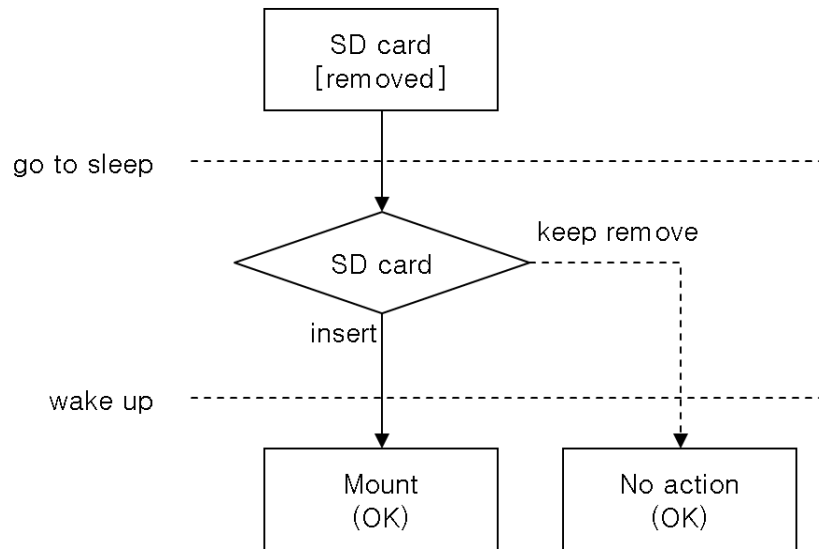 SD card
[removed]
go to sleep
keep remove
SD card
insert
wake up
Mount
(OK)
No action
(OK)